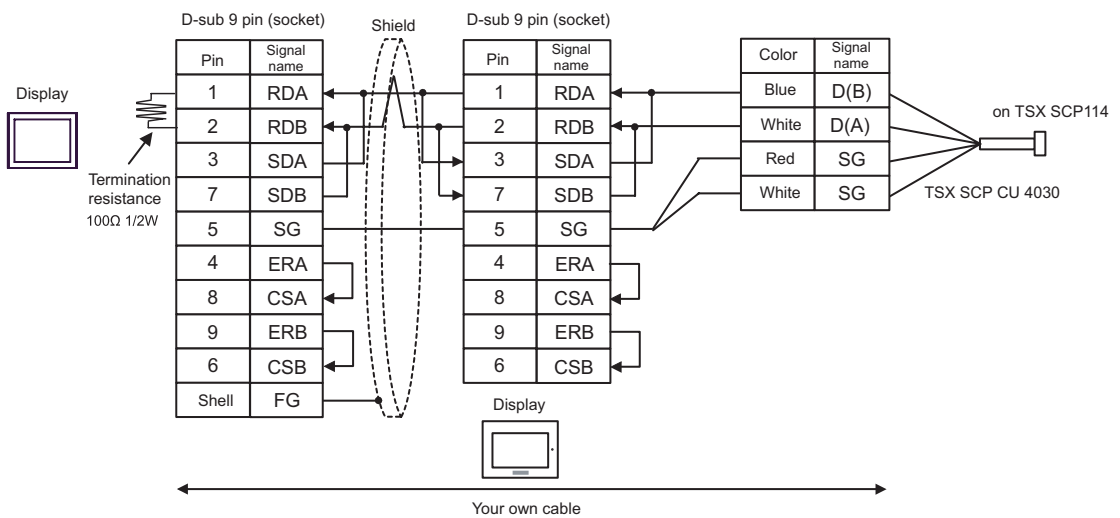 D-sub 9 pin (socket)
Shield
D-sub 9 pin (socket)
Display
Pin Signal name
1 RDA
2 RDB
3 SDA
7 SDB
5 SG
4 ERA
8 CSA
9 ERB
6 CSB
Shell FG
Termination
resistance
100Ω 1/2W
Pin Signal name
1 RDA
2 RDB
3 SDA
7 SDB
5 SG
4 ERA
8 CSA
9 ERB
6 CSB
Display
Color Signal name
Blue D(B)
White D(A)
Red SG
White SG
on TSX SCP114
TSX SCP CU 4030
Your own cable